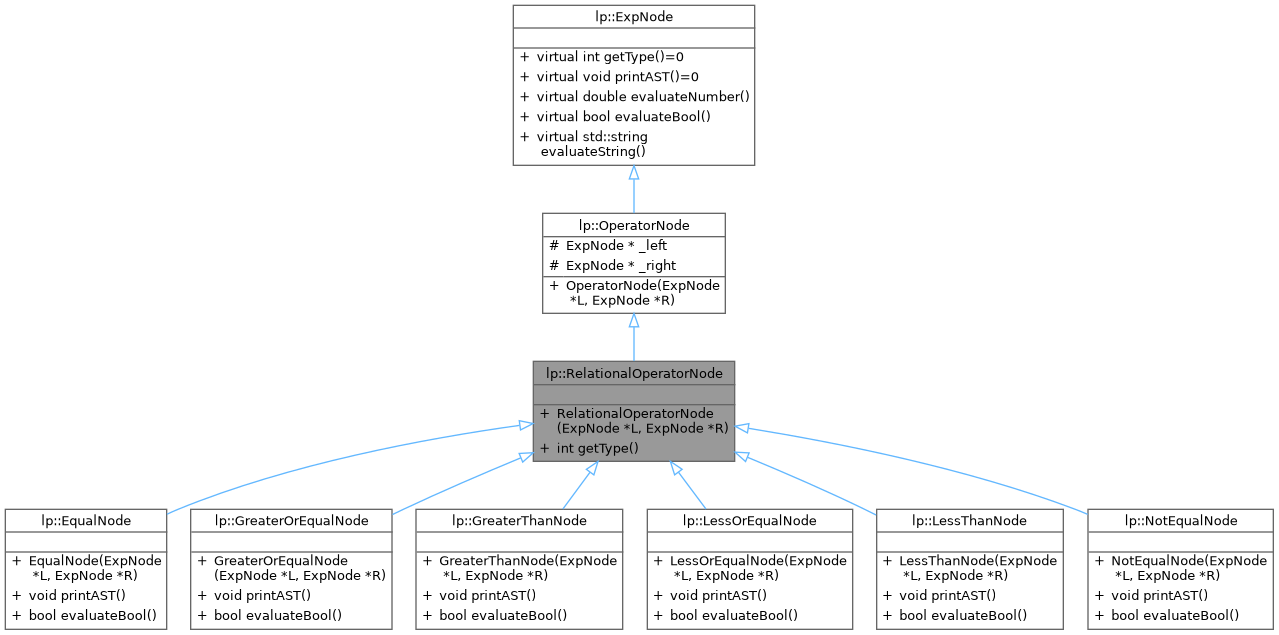 lp::ExpNode
+ virtual int getType()=0
+ virtual void printAST()=0
+ virtual double evaluateNumber()
+ virtual bool evaluateBool()
+ virtual std::string
evaluateString()
lp::OperatorNode
# ExpNode * _left
# ExpNode * _right
+ OperatorNode(ExpNode
*L, ExpNode *R)
lp::RelationalOperatorNode
+ RelationalOperatorNode
(ExpNode *L, ExpNode *R)
+ int getType()
lp::EqualNode
+ EqualNode(ExpNode
*L, ExpNode *R)
+ void printAST()
+ bool evaluateBool()
lp::GreaterOrEqualNode
+ GreaterOrEqualNode
(ExpNode *L, ExpNode *R)
+ void printAST()
+ bool evaluateBool()
lp::GreaterThanNode
+ GreaterThanNode(ExpNode
*L, ExpNode *R)
+ void printAST()
+ bool evaluateBool()
lp::LessOrEqualNode
+ LessOrEqualNode(ExpNode
*L, ExpNode *R)
+ void printAST()
+ bool evaluateBool()
lp::LessThanNode
+ LessThanNode(ExpNode
*L, ExpNode *R)
+ void printAST()
+ bool evaluateBool()
lp::NotEqualNode
+ NotEqualNode(ExpNode
*L, ExpNode *R)
+ void printAST()
+ bool evaluateBool()